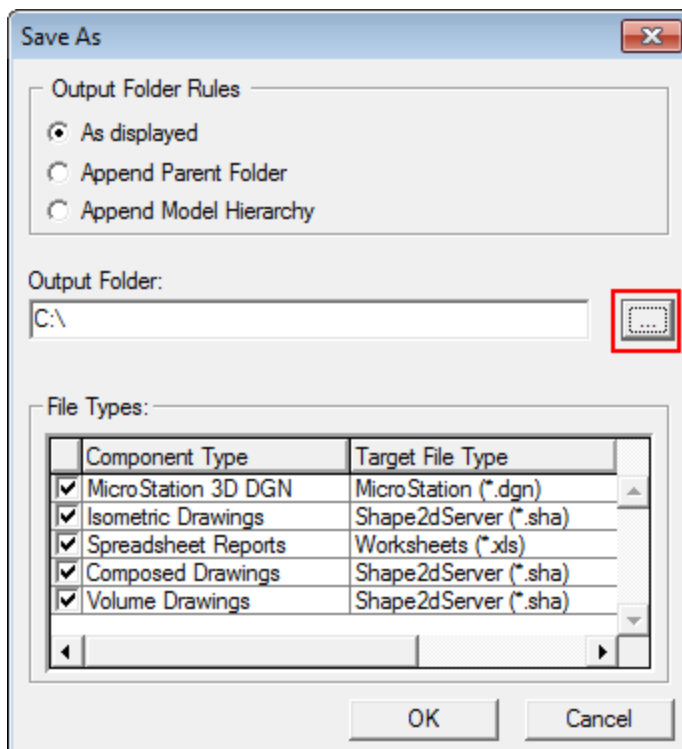 Save As
Output Folder Rules
As displayed
Append Parent Folder
Append Model Hierarchy
Output Folder:
C:\
...
File Types:
Component Type Target File Type
MicroStation 3D DGN MicroStation (*.dgn)
Isometric Drawings Shape2dServer (*.sha)
Spreadsheet Reports Worksheets (*.xls)
Composed Drawings Shape2dServer (*.sha)
Volume Drawings Shape2dServer (*.sha)
OK Cancel